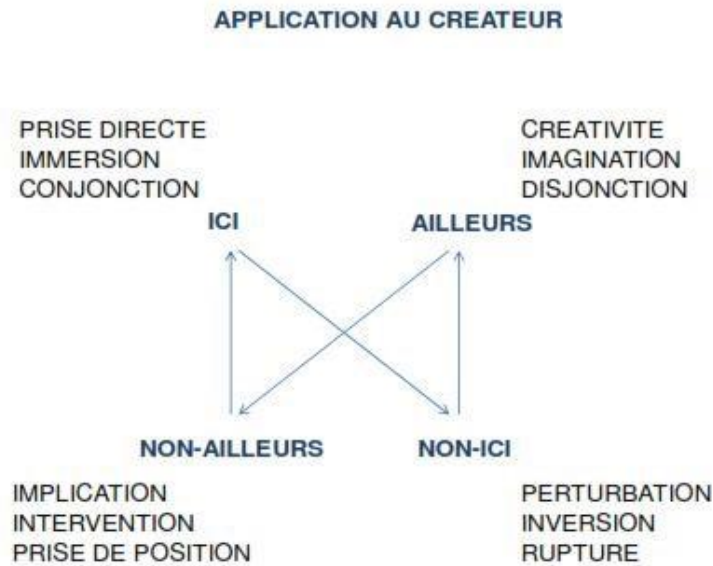 APPLICATION AU CREATEUR
PRISE DIRECTE
IMMERSION
CONJONCTION
ICI
CREATIVITE
IMAGINATION
DISJONCTION
AILLEURS
NON-AILLEURS
IMPLICATION
INTERVENTION
PRISE DE POSITION
NON-ICI
PERTURBATION
INVERSION
RUPTURE